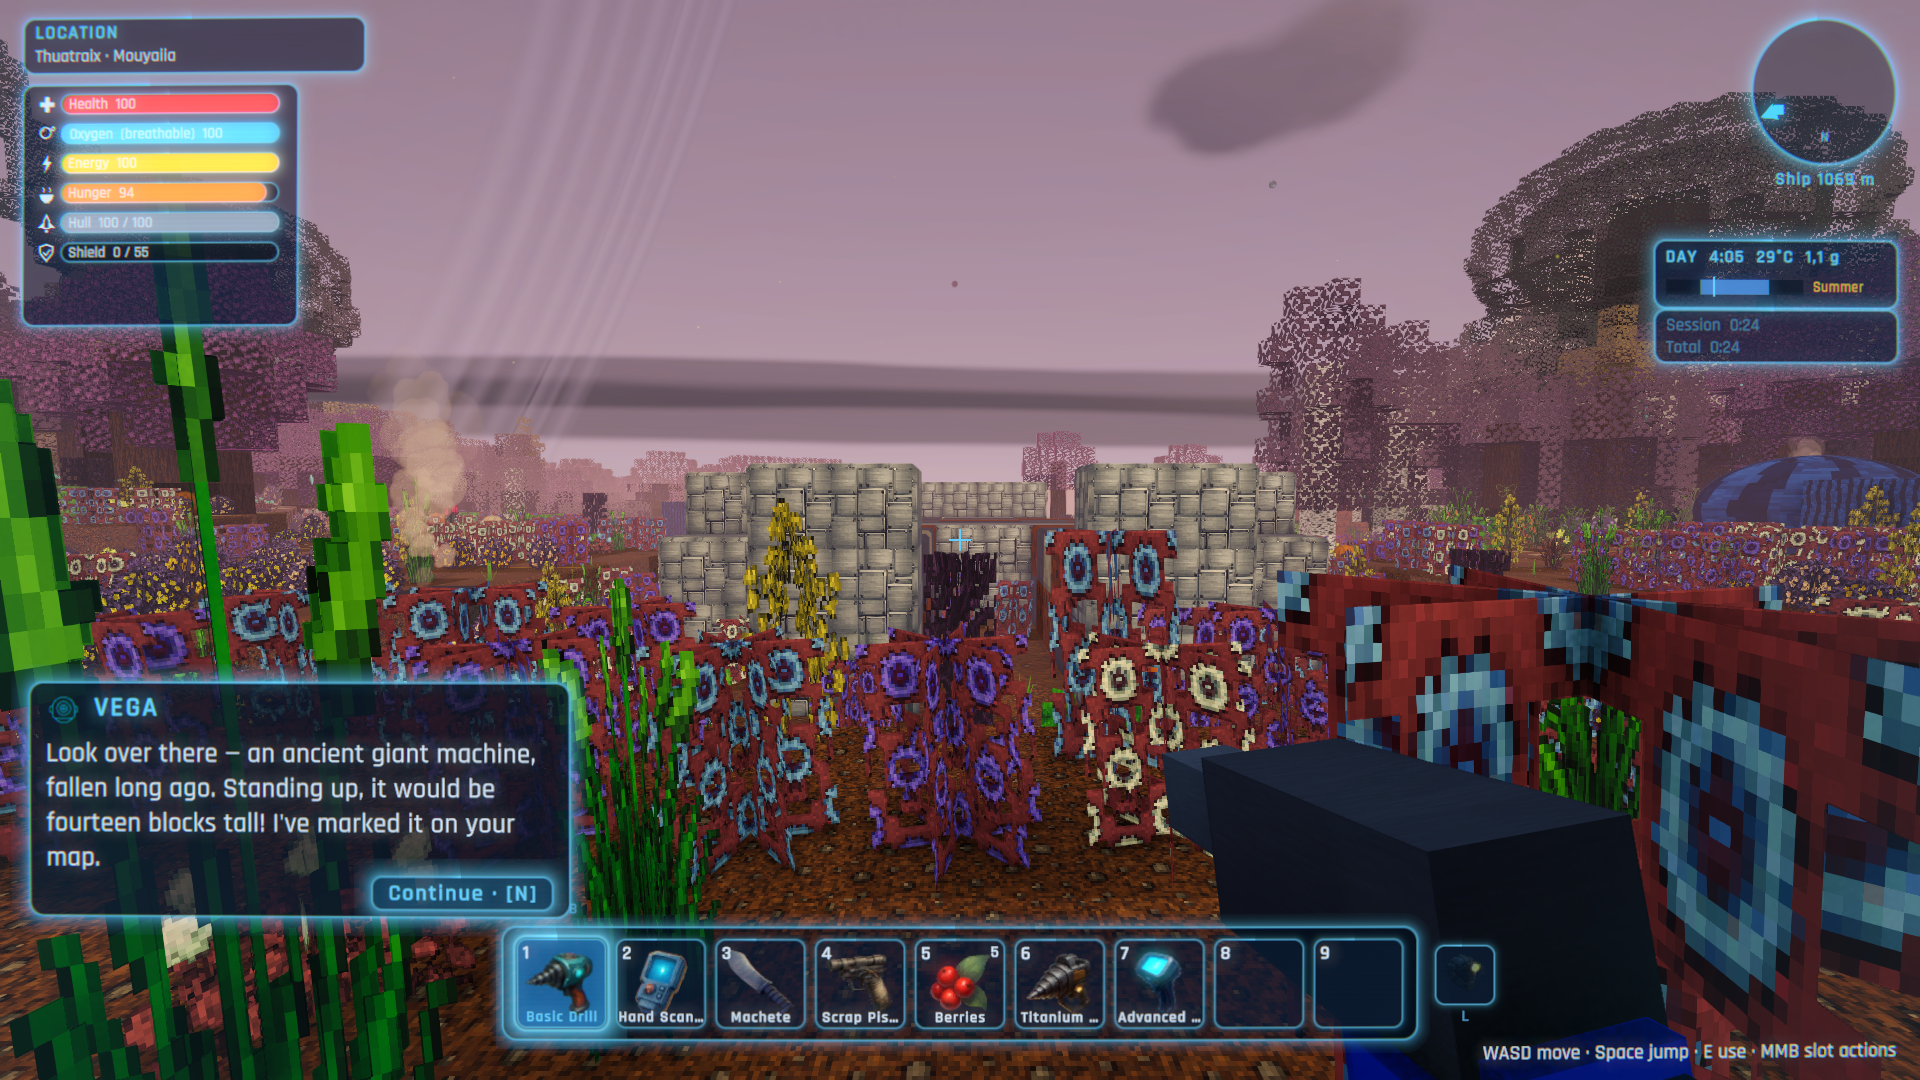 LOCATION
Thuatraix · Mouyalia
Health 100
Oxygen (breathable) 100
Energy 100
Hunger 94
Hull 100 / 100
Shield 0 / 55
N
Ship 1069 m
DAY 4:05 29°C 1,1 g
Summer
Session 0:24
Total 0:24
VEGA
Look over there – an ancient giant machine,
fallen long ago. Standing up, it would be
fourteen blocks tall! I've marked it on your
map.
Continue · [N]
1 Basic Drill
2 Hand Scan...
3 Machete
4 Scrap Pis...
5 5 Berries
6 Titanium ...
7 Advanced ...
8
9
L
WASD move · Space jump · E use · MMB slot actions